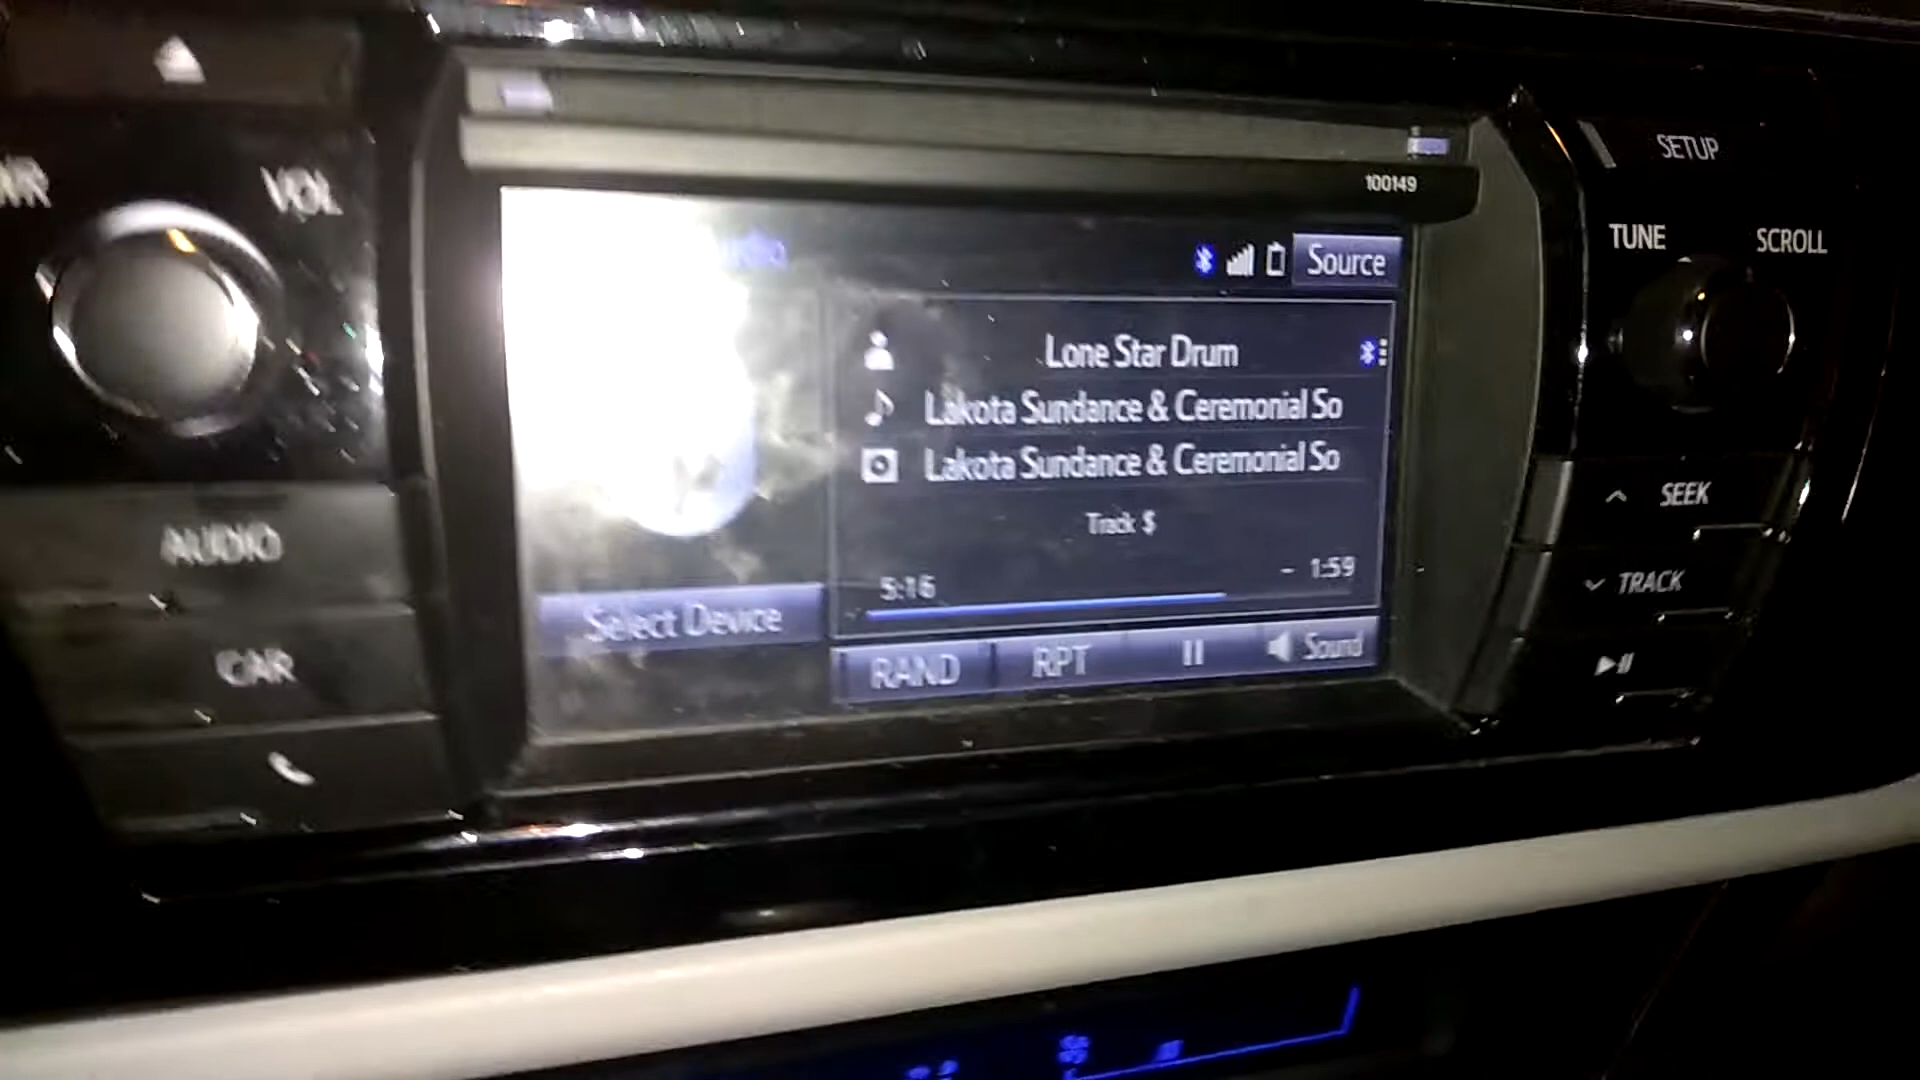 VOL
100149
SETUP
TUNE SCROLL
Source
Lone Star Drum
Lakota Sundance & Ceremonial So
Lakota Sundance & Ceremonial So
Track $
5:16 - 1:59
Select Device
RAND RPT Sound
AUDIO
CAR
SEEK
TRACK